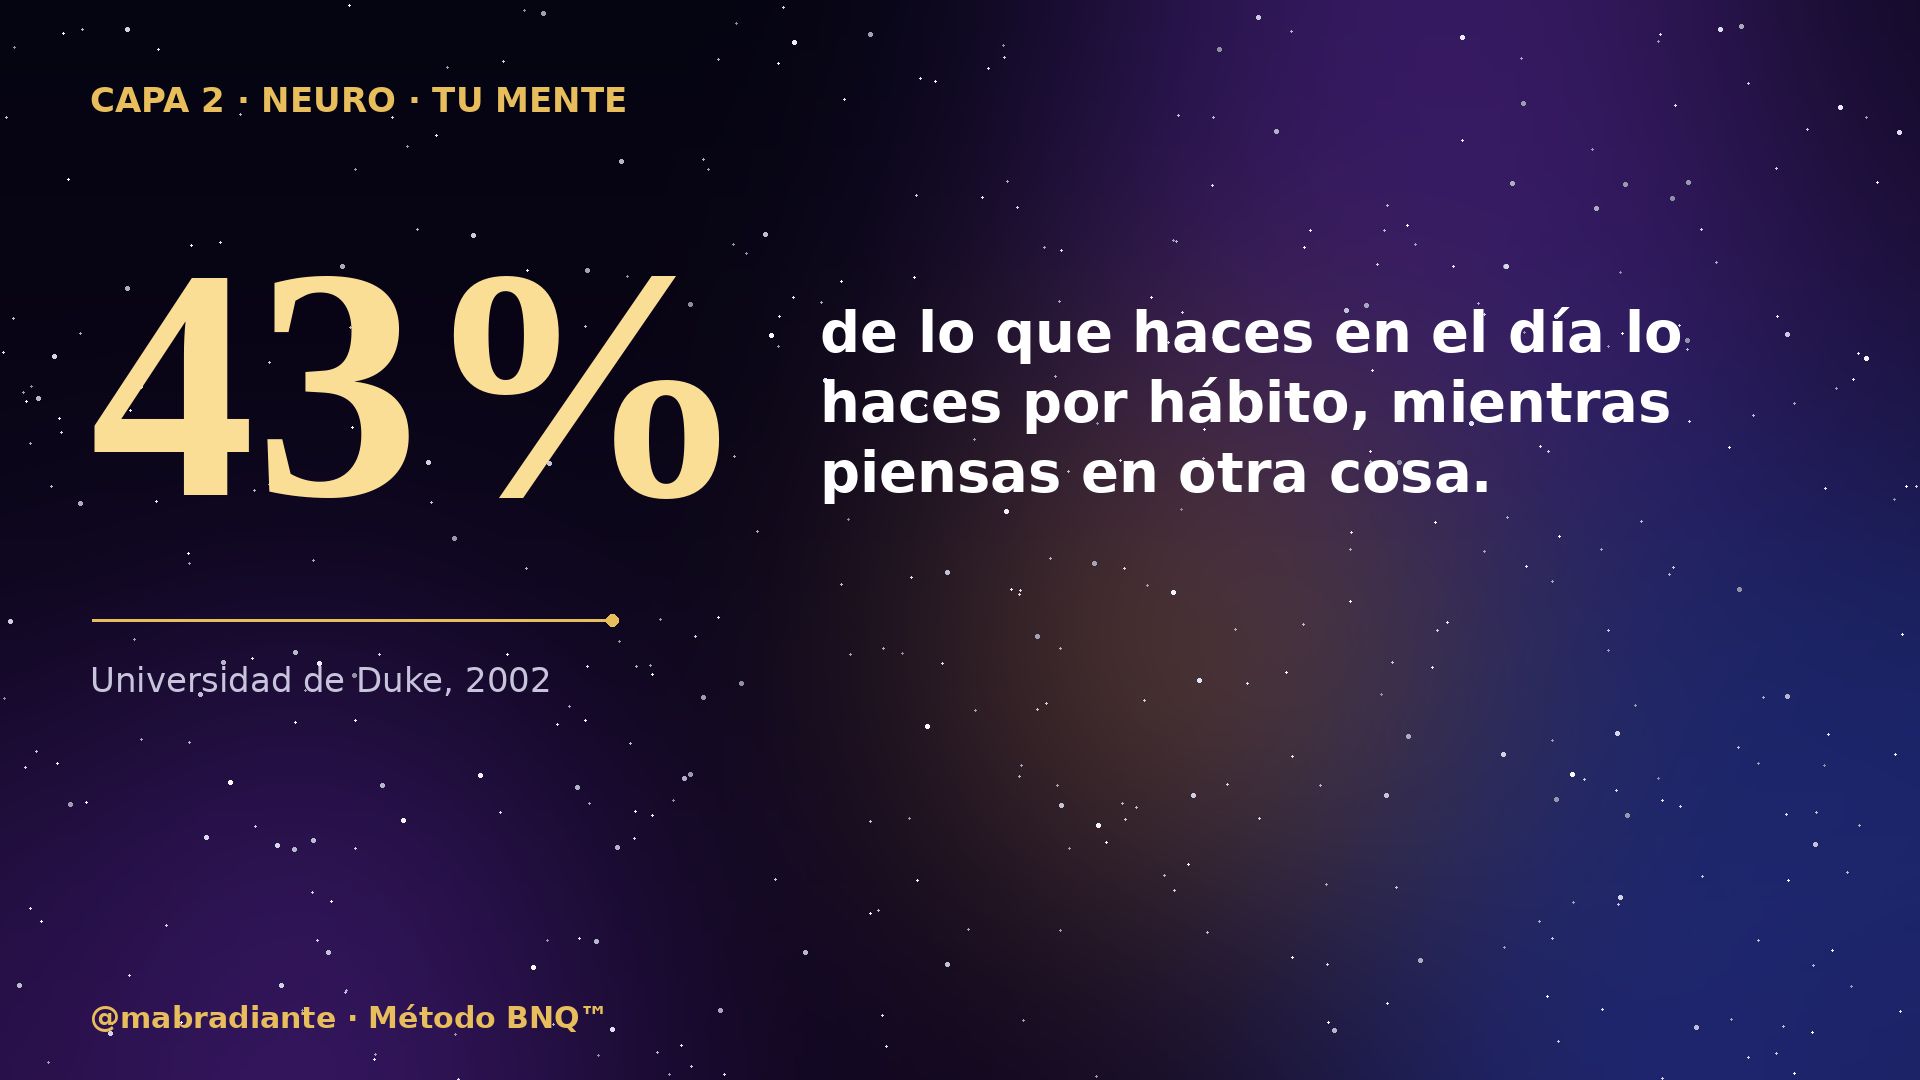 CAPA 2 · NEURO · TU MENTE
43%
de lo que haces en el día lo
haces por hábito, mientras
piensas en otra cosa.
Universidad de Duke, 2002
@mabradiante · Método BNQ™